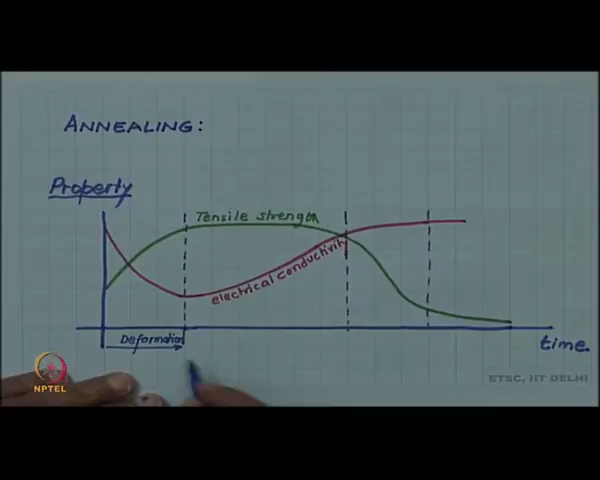 ANNEALING:
Property
Tensile strength
electrical conductivity
Deformation
time
NPTEL
ETSC, IIT DELHI